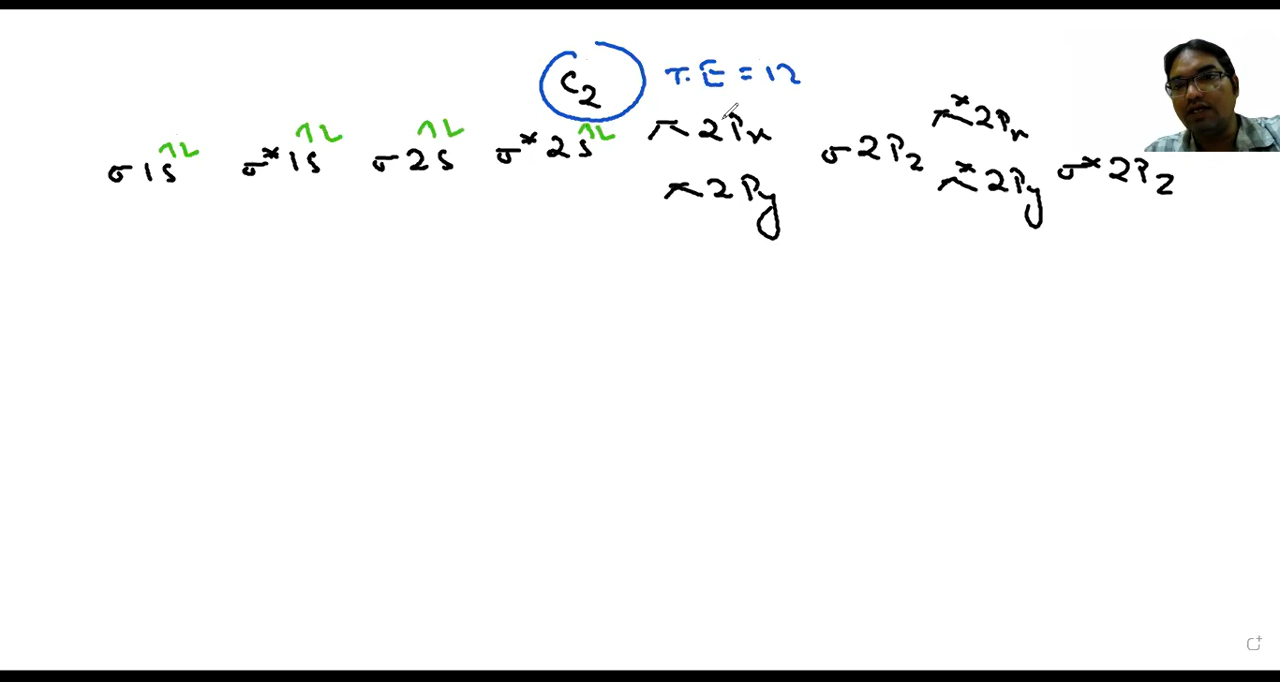 C2 T.E = 12
σ1s↑↓ σ*1s↑↓ σ2s↑↓ σ*2s↑↓ π2Px σ2Pz π*2Px σ*2Pz
π2Py π*2Py